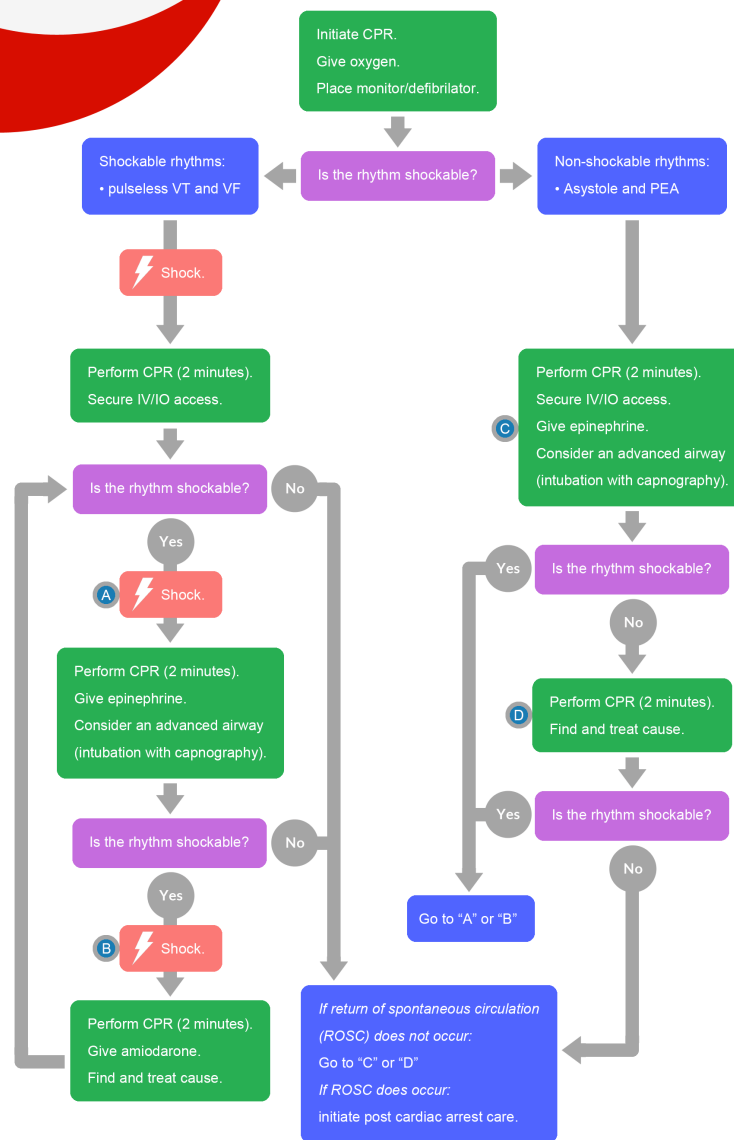 Initiate CPR.
Give oxygen.
Place monitor/defibrilator.
Shockable rhythms:
• pulseless VT and VF
Is the rhythm shockable?
Non-shockable rhythms:
• Asystole and PEA
Shock.
Perform CPR (2 minutes).
Secure IV/IO access.
Is the rhythm shockable?
No
Yes
A
Shock.
Perform CPR (2 minutes).
Give epinephrine.
Consider an advanced airway
(intubation with capnography).
Is the rhythm shockable?
No
Yes
B
Shock.
Perform CPR (2 minutes).
Give amiodarone.
Find and treat cause.
C
Perform CPR (2 minutes).
Secure IV/IO access.
Give epinephrine.
Consider an advanced airway
(intubation with capnography).
Yes
Is the rhythm shockable?
No
D
Perform CPR (2 minutes).
Find and treat cause.
Yes
Is the rhythm shockable?
No
Go to “A” or “B”
If return of spontaneous circulation
(ROSC) does not occur:
Go to “C” or “D”
If ROSC does occur:
initiate post cardiac arrest care.